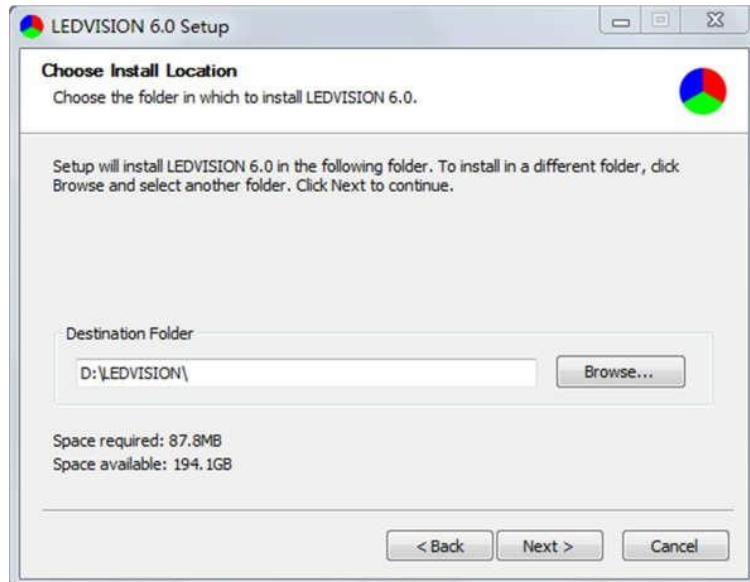 LEDVISION 6.0 Setup
Choose Install Location
Choose the folder in which to install LEDVISION 6.0.
Setup will install LEDVISION 6.0 in the following folder. To install in a different folder, click
Browse and select another folder. Click Next to continue.
Destination Folder
D:\LEDVISION\
Browse...
Space required: 87.8MB
Space available: 194.1GB
< Back
Next >
Cancel